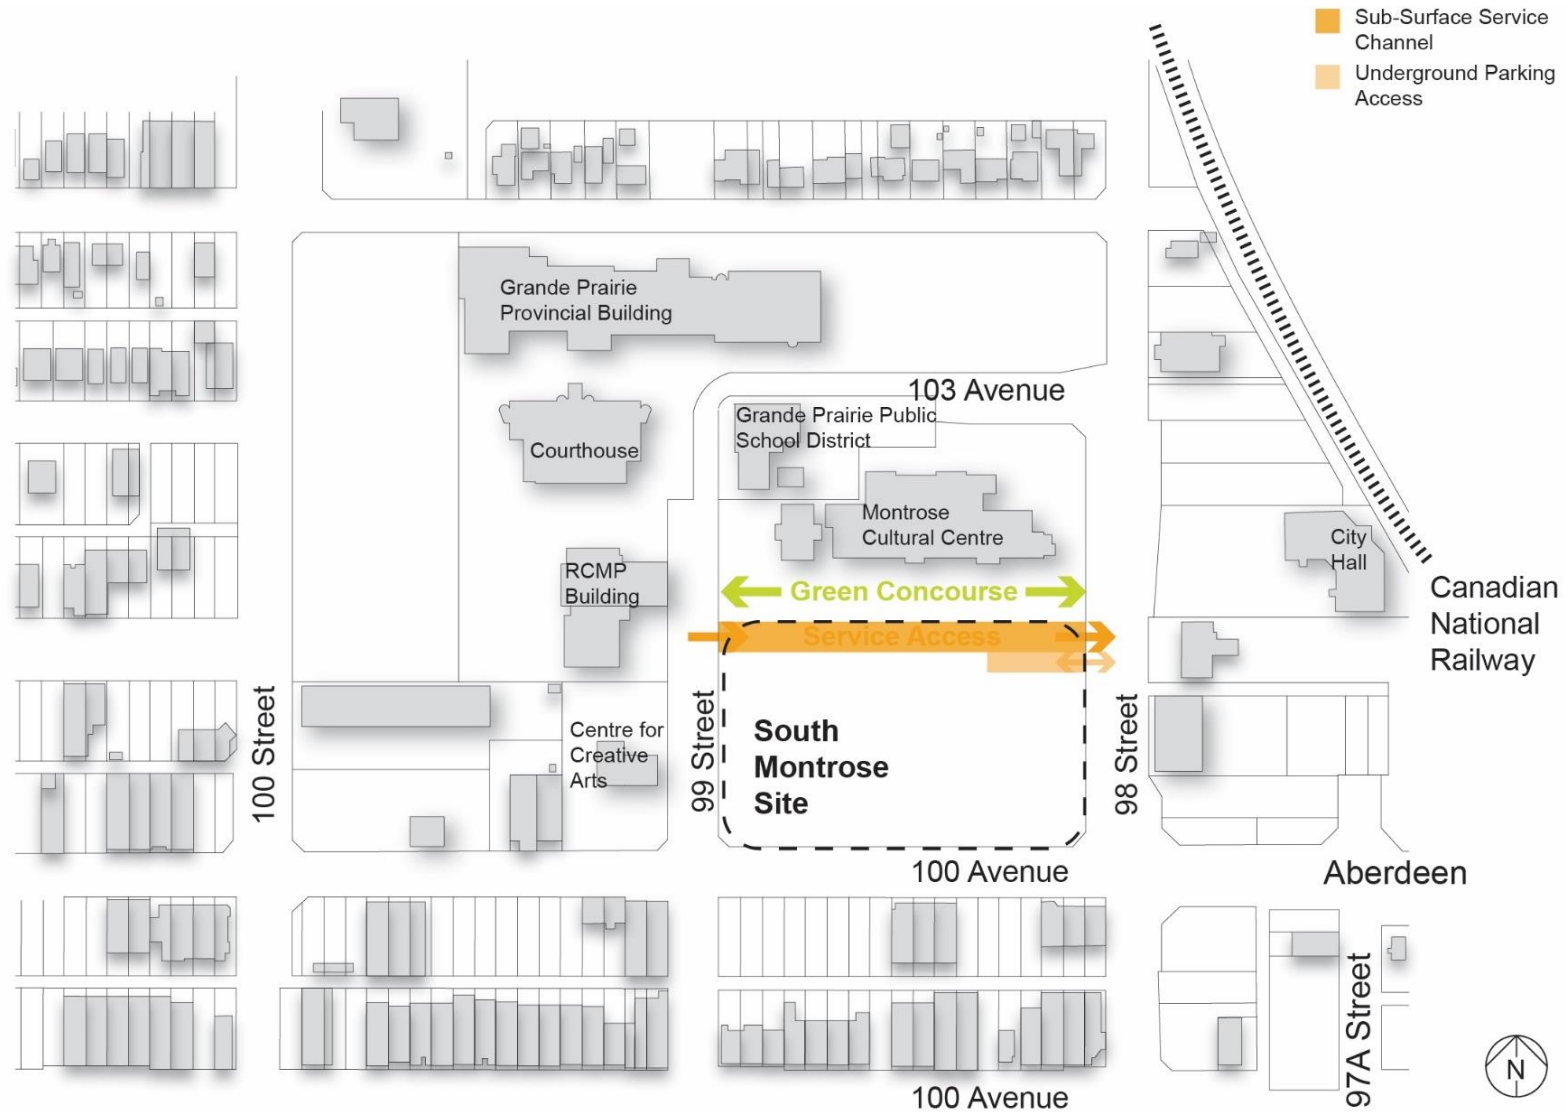 Sub-Surface Service
Channel
Underground Parking
Access
Grande Prairie
Provincial Building
103 Avenue
Grande Prairie Public
School District
Courthouse
Montrose
Cultural Centre
City
Hall
RCMP
Building
Green Concourse
Canadian
National
Railway
Service Access
100 Street
Centre for
Creative
Arts
99 Street
South
Montrose
Site
98 Street
100 Avenue
Aberdeen
97A Street
N
100 Avenue